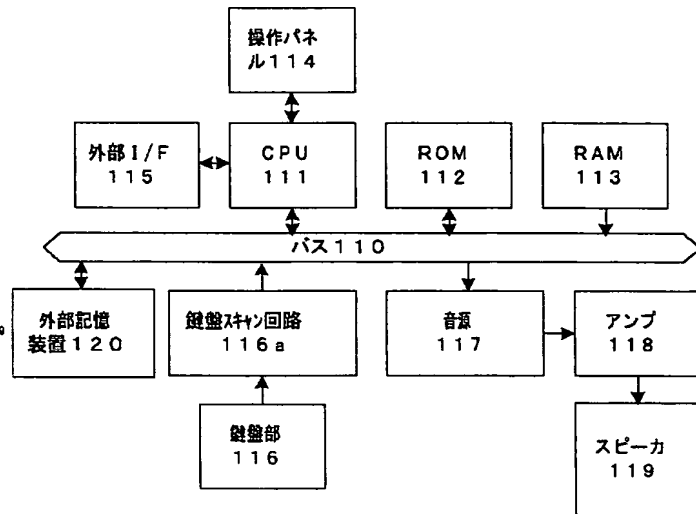 操作パネ
ル114
外部I/F
115
CPU
111
ROM
112
RAM
113
バス110
外部記憶
装置120
鍵盤スキャン回路
116a
音源
117
アンプ
118
鍵盤部
116
スピーカ
119